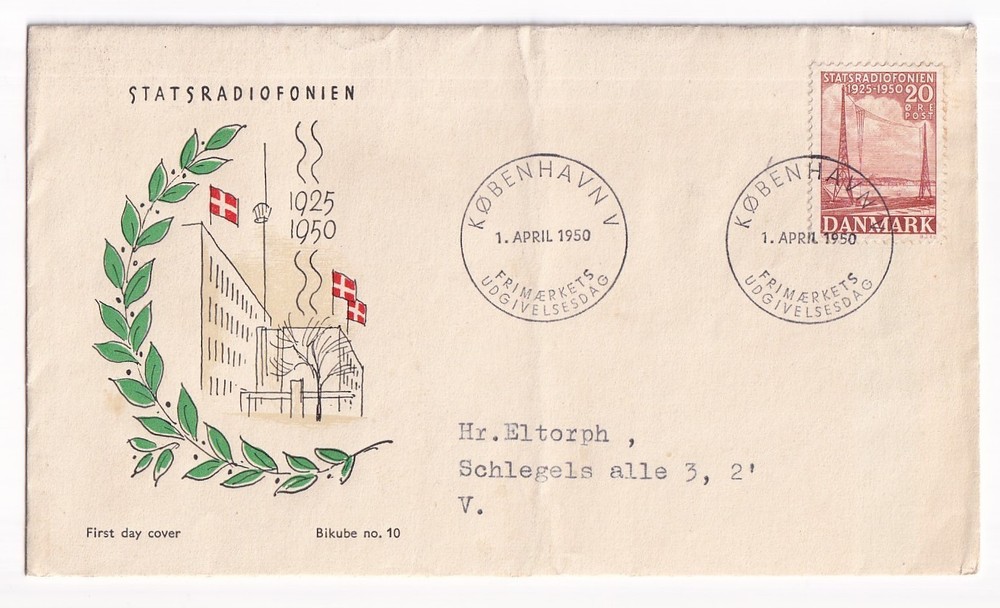 STATSRADIOFONIEN
1925
1950
First day cover
Bikube no. 10
KØBENHAVN V
1. APRIL 1950
FRIMÆRKETS
UDGIVELSESDAG
STATSRADIOFONIEN
1925-1950 20
ØRE
POST
DANMARK
KØBENHAVN V
1. APRIL 1950
FRIMÆRKETS
UDGIVELSESDAG
Hr.Eltorph ,
Schlegels alle 3, 2'
V.